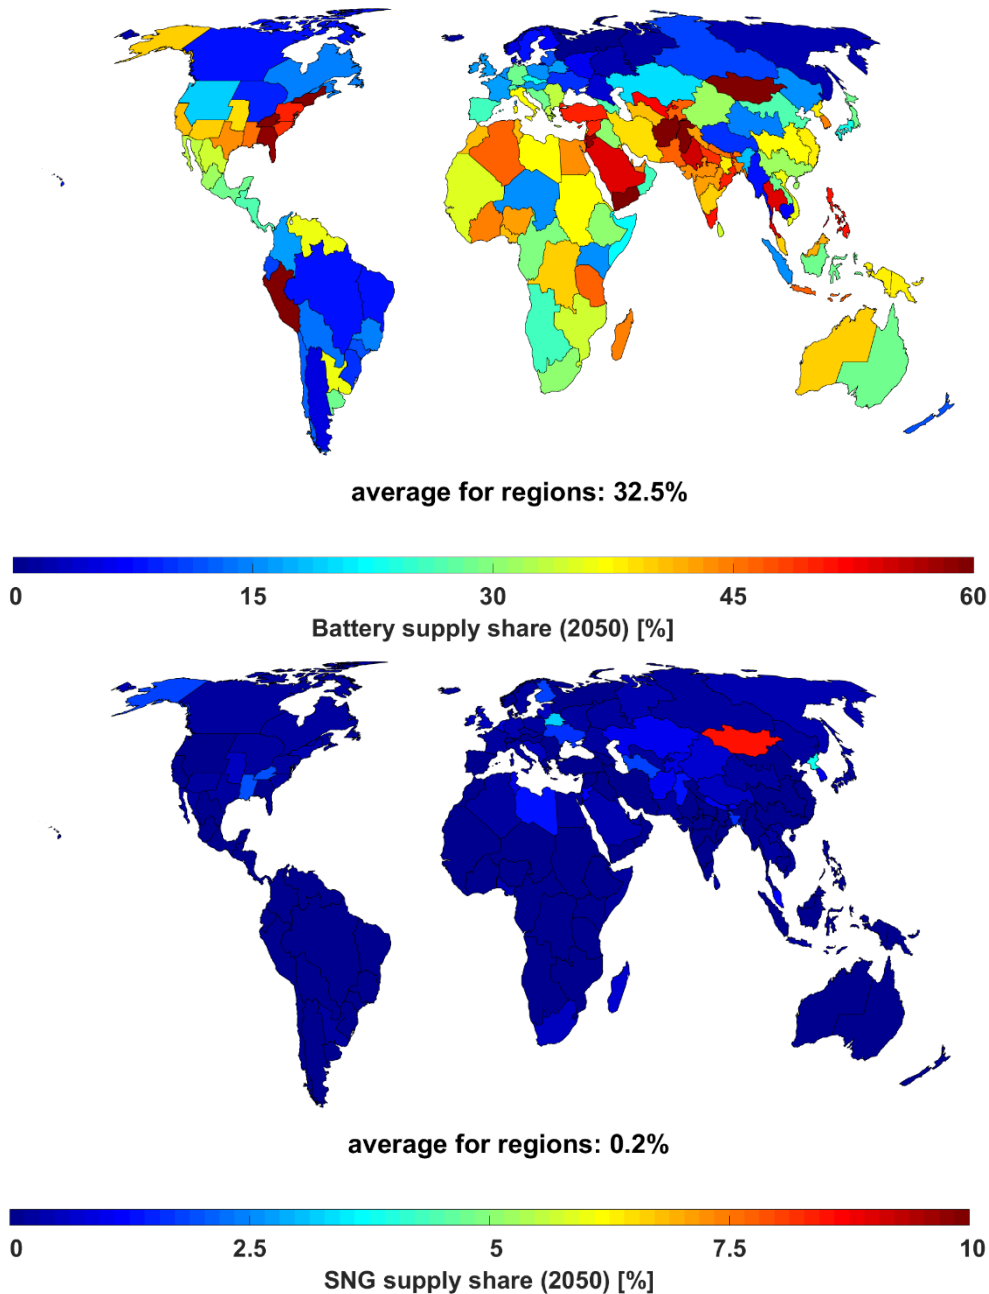 average for regions: 32.5%
0 15 30 45 60
Battery supply share (2050) [%]
average for regions: 0.2%
0 2.5 5 7.5 10
SNG supply share (2050) [%]